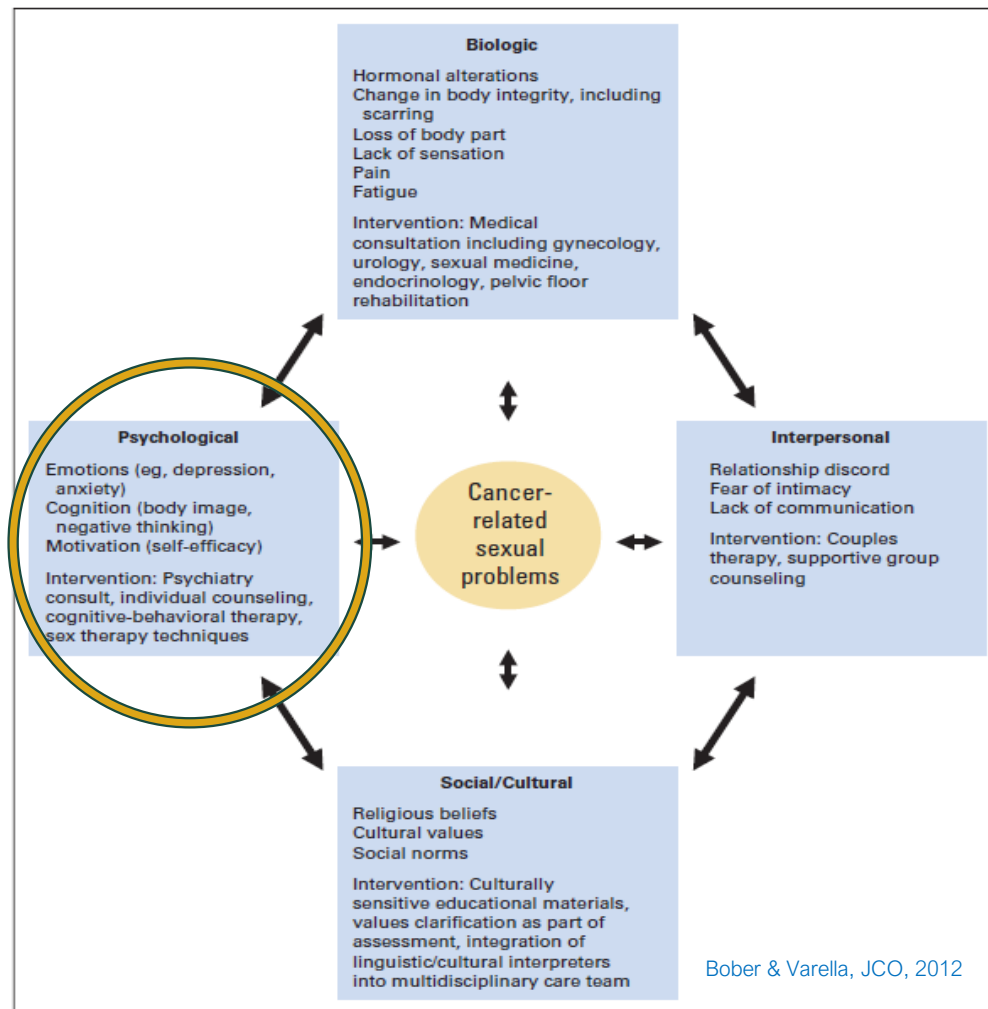 Biologic
Hormonal alterations
Change in body integrity, including
scarring
Loss of body part
Lack of sensation
Pain
Fatigue
Intervention: Medical
consultation including gynecology,
urology, sexual medicine,
endocrinology, pelvic floor
rehabilitation
Psychological
Emotions (eg, depression,
anxiety)
Cognition (body image,
negative thinking)
Motivation (self-efficacy)
Intervention: Psychiatry
consult, individual counseling,
cognitive-behavioral therapy,
sex therapy techniques
Cancer-
related
sexual
problems
Interpersonal
Relationship discord
Fear of intimacy
Lack of communication
Intervention: Couples
therapy, supportive group
counseling
Social/Cultural
Religious beliefs
Cultural values
Social norms
Intervention: Culturally
sensitive educational materials,
values clarification as part of
assessment, integration of
linguistic/cultural interpreters
into multidisciplinary care team
Bober & Varella, JCO, 2012